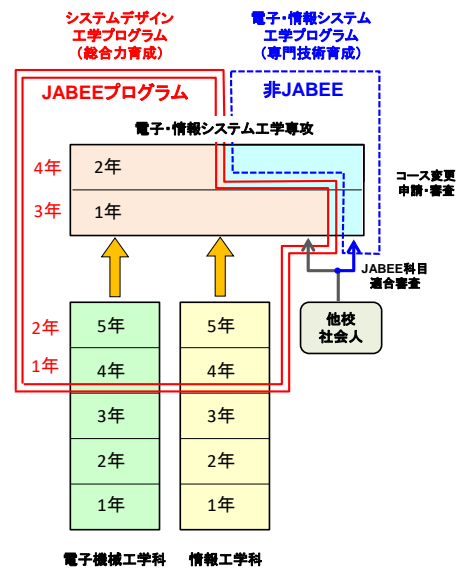 システムデザイン
工学プログラム
（総合力育成）
電子・情報システム
工学プログラム
（専門技術育成）
JABEEプログラム
非JABEE
電子・情報システム工学専攻
4年
2年
3年
1年
コース変更
申請・審査
JABEE科目
適合審査
他校
社会人
2年
5年
5年
1年
4年
4年
3年
3年
2年
2年
1年
1年
電子機械工学科
情報工学科